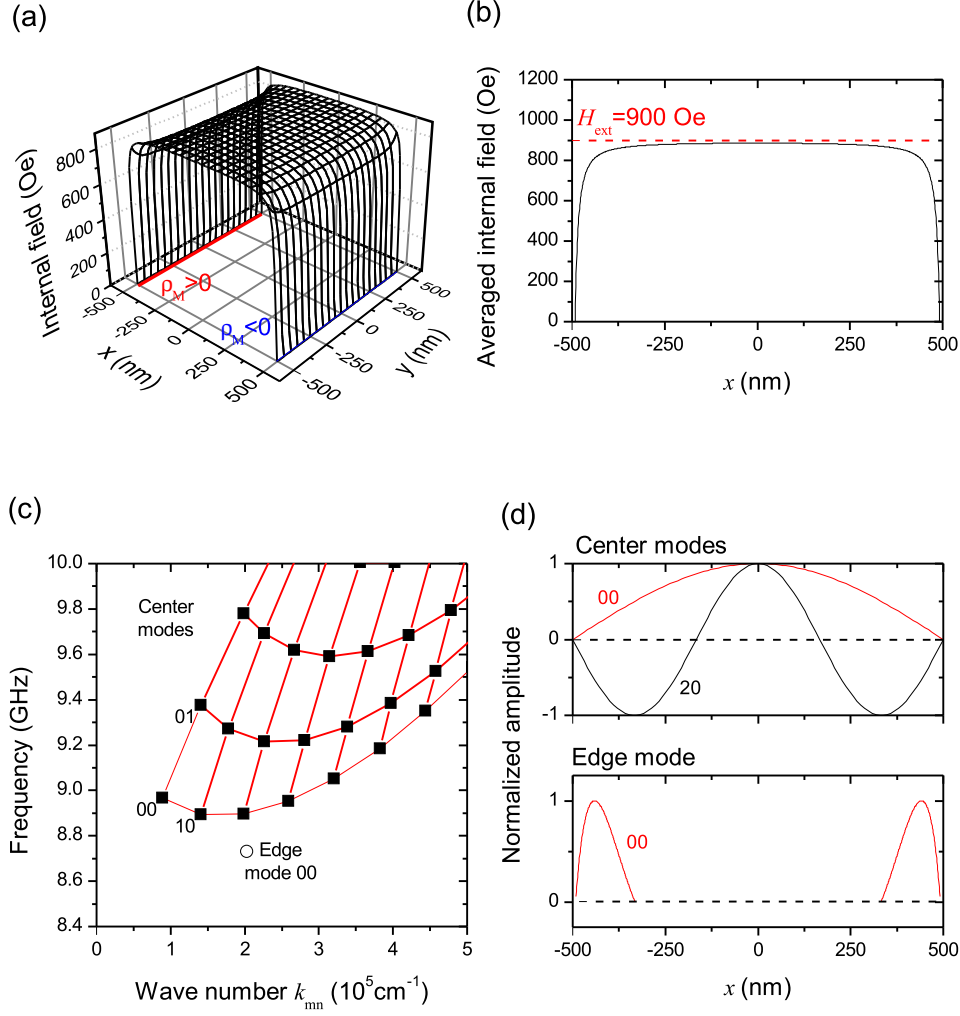 (a)
Internal field (Oe)
800
600
400
200
0
-500
-250
0
250
500
x (nm)
-500
-250
0
250
500
y (nm)
ρM>0
ρM<0
(b)
Averaged internal field (Oe)
1200
1000
800
600
400
200
0
Hext=900 Oe
-500 -250 0 250 500
x (nm)
(c)
Frequency (GHz)
10.0
9.8
9.6
9.4
9.2
9.0
8.8
8.6
8.4
Center
modes
01
00
10
Edge
mode 00
0 1 2 3 4 5
Wave number kmn (10⁵cm⁻¹)
(d)
Normalized amplitude
Center modes
1
0
-1
00
20
Edge mode
1
0
00
-500 -250 0 250 500
x (nm)